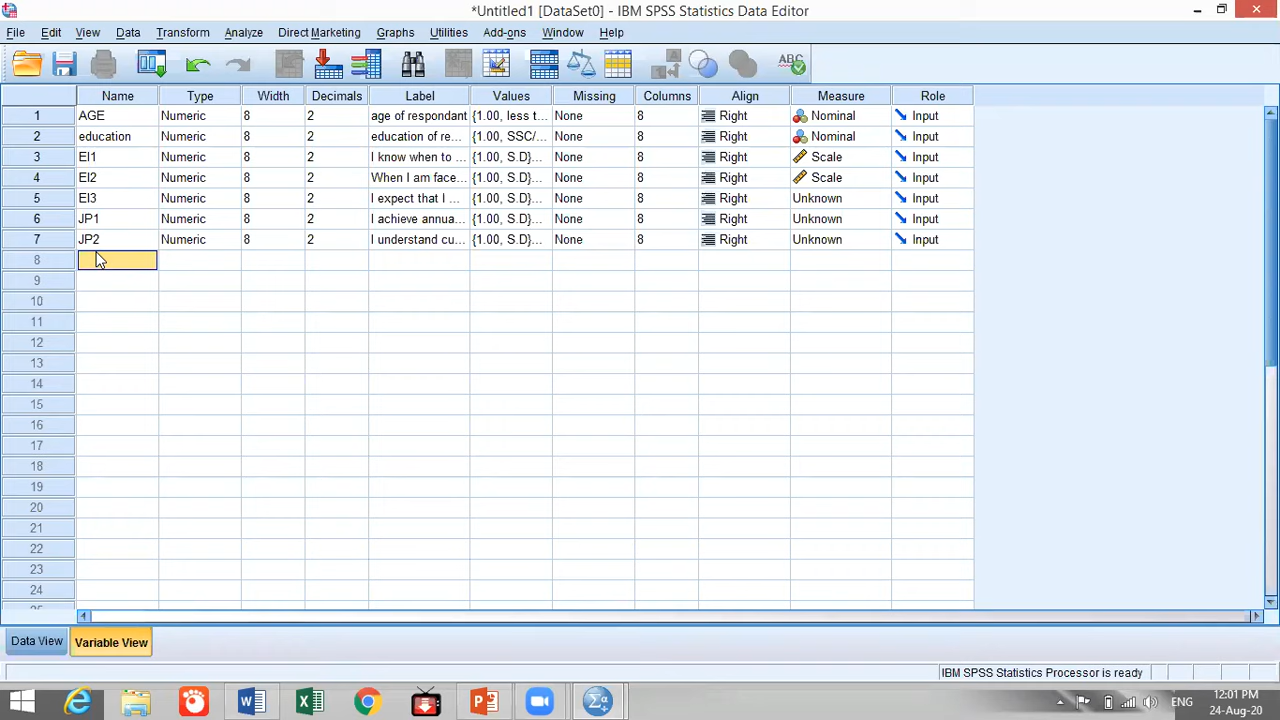 *Untitled1 [DataSet0] - IBM SPSS Statistics Data Editor
File Edit View Data Transform Analyze Direct Marketing Graphs Utilities Add-ons Window Help
ABC
Name Type Width Decimals Label Values Missing Columns Align Measure Role
1 AGE Numeric 8 2 age of respondant {1.00, less t... None 8 Right Nominal Input
2 education Numeric 8 2 education of re... {1.00, SSC/... None 8 Right Nominal Input
3 EI1 Numeric 8 2 I know when to ... {1.00, S.D}... None 8 Right Scale Input
4 EI2 Numeric 8 2 When I am face... {1.00, S.D}... None 8 Right Scale Input
5 EI3 Numeric 8 2 I expect that I ... {1.00, S.D}... None 8 Right Unknown Input
6 JP1 Numeric 8 2 I achieve annua... {1.00, S.D}... None 8 Right Unknown Input
7 JP2 Numeric 8 2 I understand cu... {1.00, S.D}... None 8 Right Unknown Input
8
9
10
11
12
13
14
15
16
17
18
19
20
21
22
23
24
Data View Variable View
IBM SPSS Statistics Processor is ready
ENG 12:01 PM
24-Aug-20